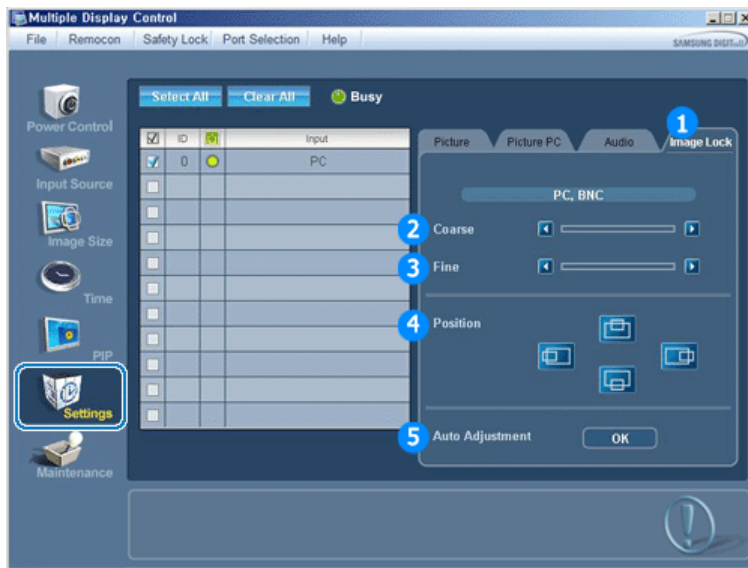 Multiple Display Control
File Remocon Safety Lock Port Selection Help
SAMSUNG DIGITall
Select All Clear All Busy
Power Control
Input Source
Image Size
Time
PIP
Settings
Maintenance
ID Input
0 PC
1
Picture Picture PC Audio Image Lock
PC, BNC
2 Coarse
3 Fine
4 Position
5 Auto Adjustment OK